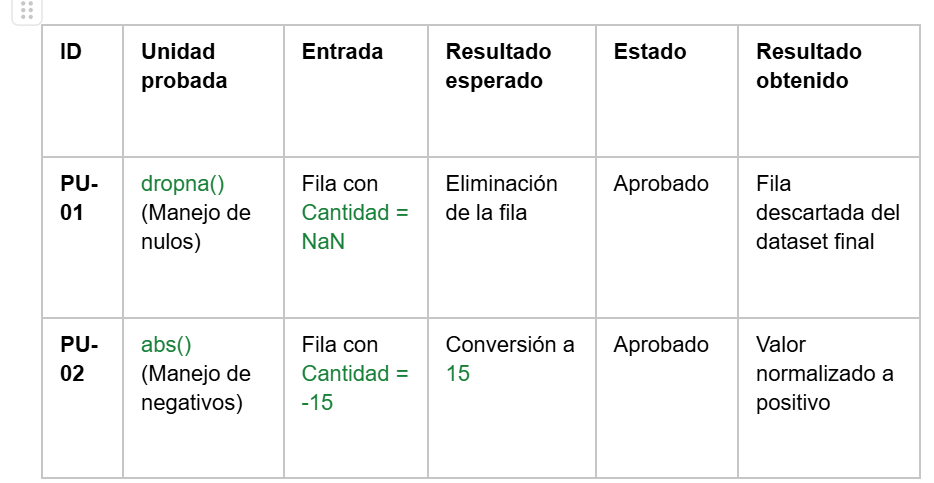 ID
Unidad
probada
Entrada
Resultado
esperado
Estado
Resultado
obtenido
PU-
01
dropna()
(Manejo de
nulos)
Fila con
Cantidad =
NaN
Eliminación
de la fila
Aprobado
Fila
descartada del
dataset final
PU-
02
abs()
(Manejo de
negativos)
Fila con
Cantidad =
-15
Conversión a
15
Aprobado
Valor
normalizado a
positivo